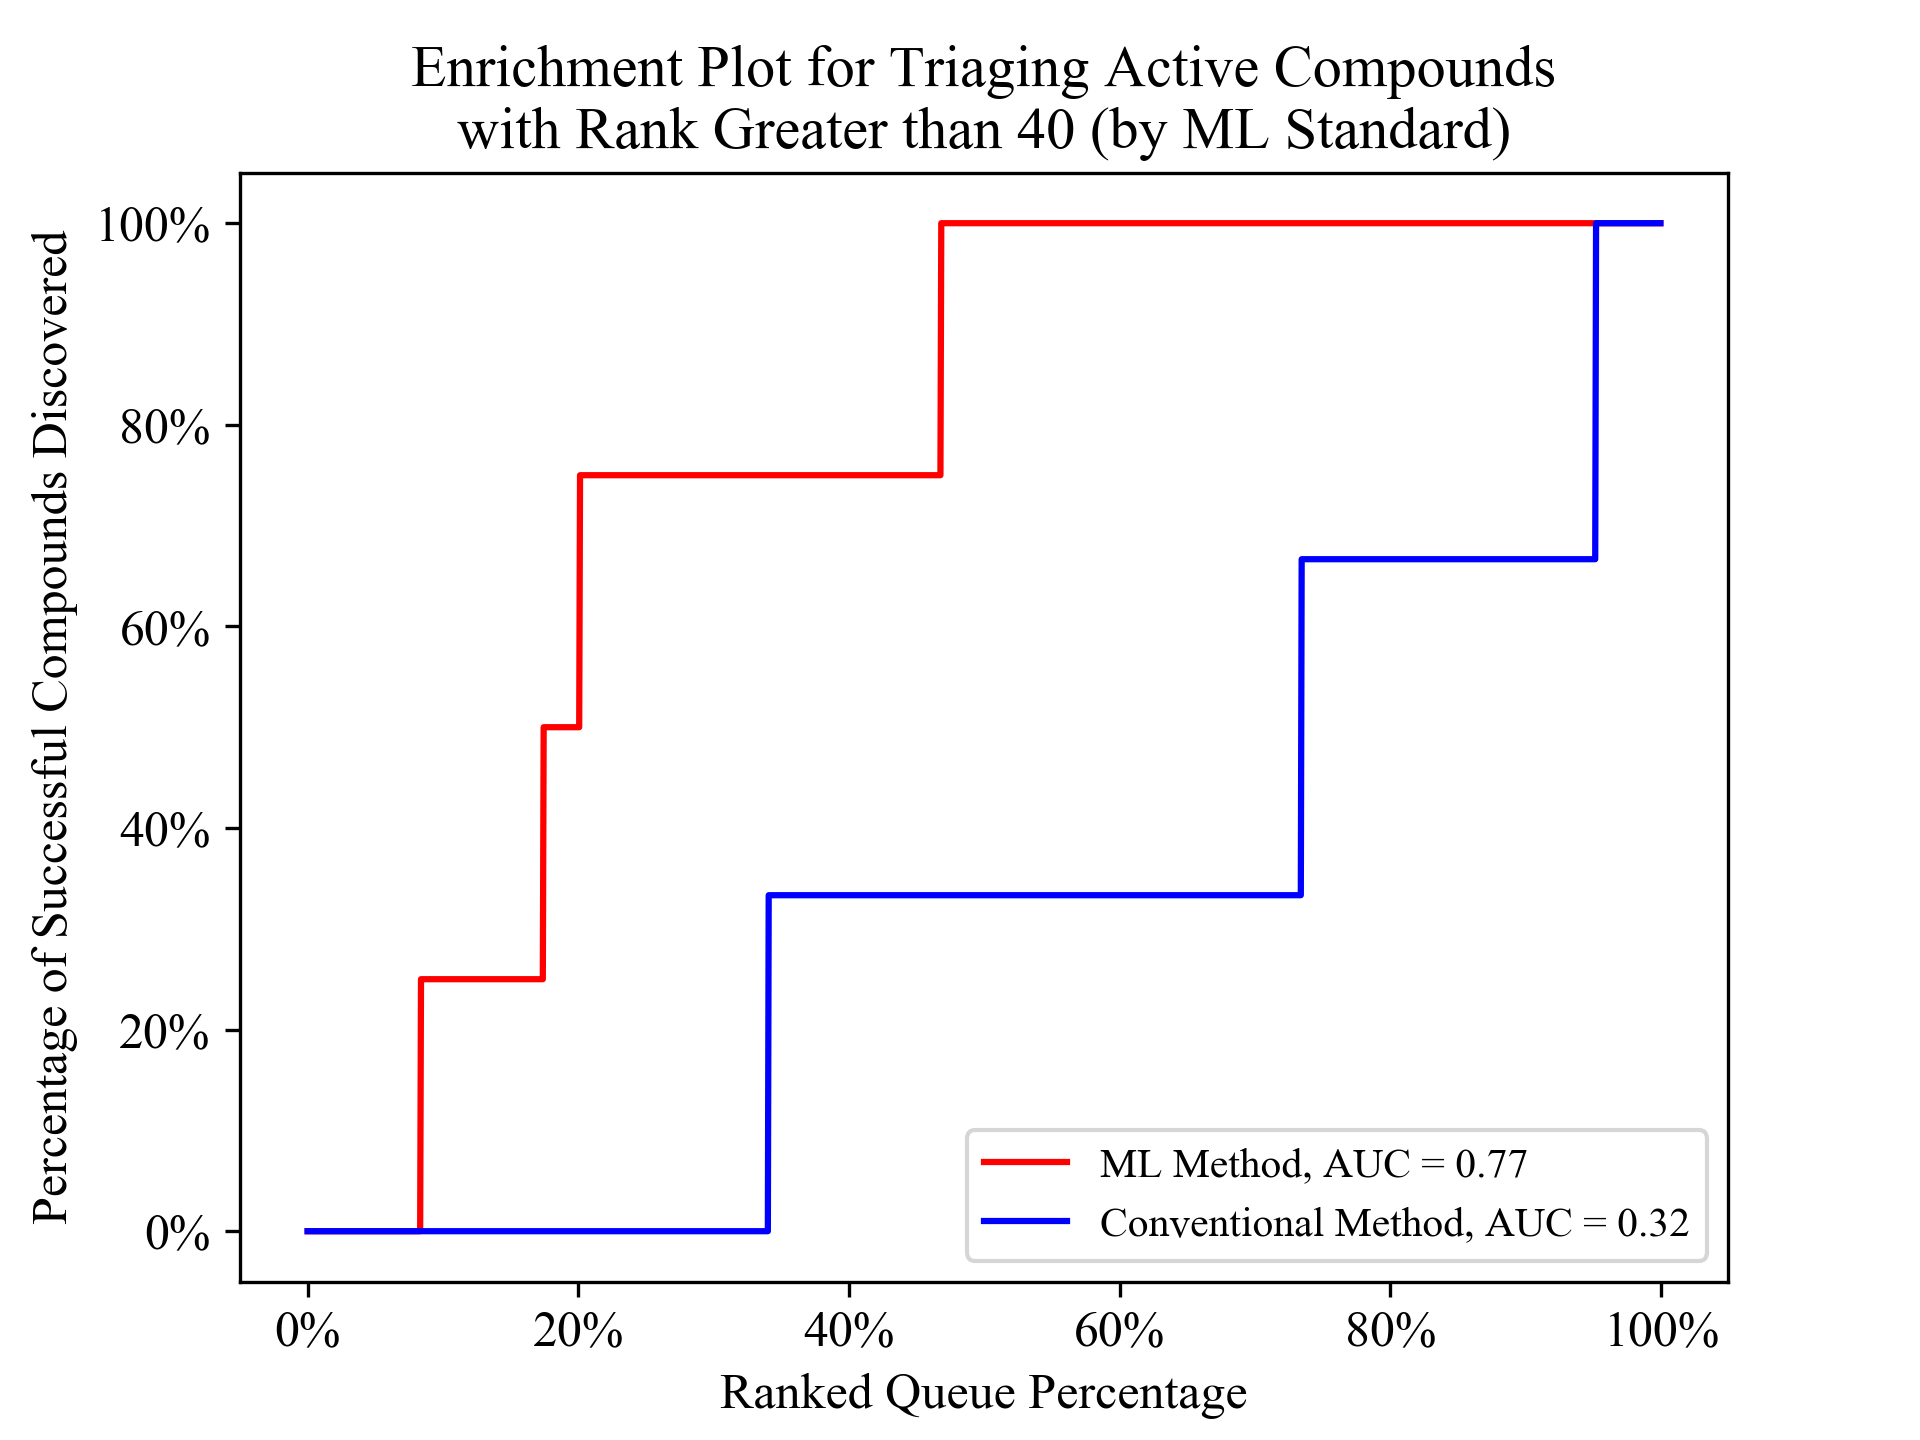 Enrichment Plot for Triaging Active Compounds
with Rank Greater than 40 (by ML Standard)
Percentage of Successful Compounds Discovered
100%
80%
60%
40%
20%
0%
ML Method, AUC = 0.77
Conventional Method, AUC = 0.32
0%
20%
40%
60%
80%
100%
Ranked Queue Percentage